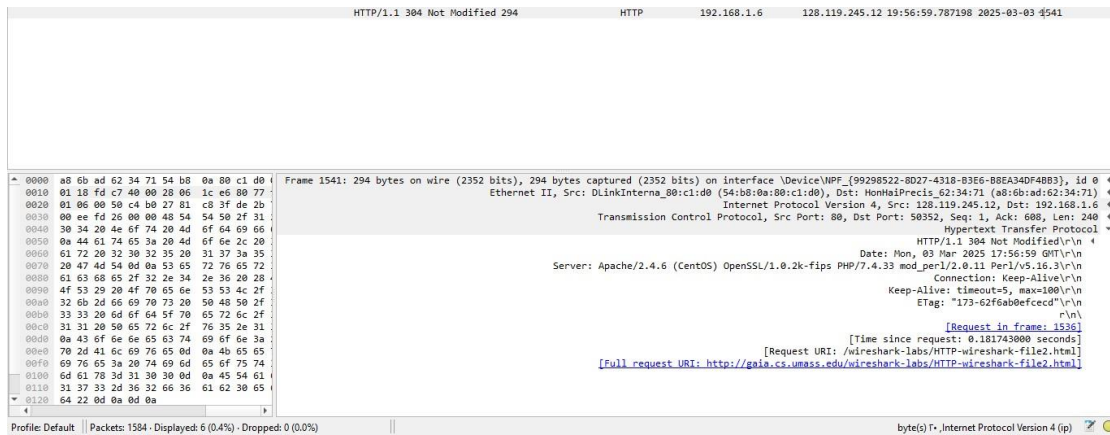 HTTP/1.1 304 Not Modified 294 HTTP 192.168.1.6 128.119.245.12 19:56:59.787198 2025-03-03 1541
0000 a8 6b ad 62 34 71 54 b8 0a 80 c1 d0
0010 01 18 fd c7 40 00 28 06 1c e6 80 77
0020 01 06 00 50 c4 b0 27 81 c8 3f de 2b
0030 00 ee fd 26 00 00 48 54 54 50 2f 31
0040 30 34 20 4e 6f 74 20 4d 6f 64 69 66
0050 0a 44 61 74 65 3a 20 4d 6f 6e 2c 20
0060 61 72 20 32 30 32 35 20 31 37 3a 35
0070 20 47 4d 54 0d 0a 53 65 72 76 65 72
0080 61 63 68 65 2f 32 2e 34 2e 36 20 28
0090 4f 53 29 20 4f 70 65 6e 53 53 4c 2f
00a0 32 6b 2d 66 69 70 73 20 50 48 50 2f
00b0 33 33 20 6d 6f 64 5f 70 65 72 6c 2f
00c0 31 31 20 50 65 72 6c 2f 76 35 2e 31
00d0 0a 43 6f 6e 6e 65 63 74 69 6f 6e 3a
00e0 70 2d 41 6c 69 76 65 0d 0a 4b 65 65
00f0 69 76 65 3a 20 74 69 6d 65 6f 75 74
0100 6d 61 78 3d 31 30 30 0d 0a 45 54 61
0110 31 37 33 2d 36 32 66 36 61 62 30 65
0120 64 22 0d 0a 0d 0a
Frame 1541: 294 bytes on wire (2352 bits), 294 bytes captured (2352 bits) on interface \Device\NPF_{99298522-8D27-4318-B3E6-B8EA34DF4BB3}, id 0
Ethernet II, Src: DLinkInterna_80:c1:d0 (54:b8:0a:80:c1:d0), Dst: HonHaiPrecis_62:34:71 (a8:6b:ad:62:34:71)
Internet Protocol Version 4, Src: 128.119.245.12, Dst: 192.168.1.6
Transmission Control Protocol, Src Port: 80, Dst Port: 50352, Seq: 1, Ack: 608, Len: 240
Hypertext Transfer Protocol
HTTP/1.1 304 Not Modified\r\n
Date: Mon, 03 Mar 2025 17:56:59 GMT\r\n
Server: Apache/2.4.6 (CentOS) OpenSSL/1.0.2k-fips PHP/7.4.33 mod_perl/2.0.11 Perl/v5.16.3\r\n
Connection: Keep-Alive\r\n
Keep-Alive: timeout=5, max=100\r\n
ETag: "173-62f6ab0efcecd"\r\n
r\n\
[Request in frame: 1536]
[Time since request: 0.181743000 seconds]
[Request URI: /wireshark-labs/HTTP-wireshark-file2.html]
[Full request URI: http://gaia.cs.umass.edu/wireshark-labs/HTTP-wireshark-file2.html]
Profile: Default Packets: 1584 · Displayed: 6 (0.4%) · Dropped: 0 (0.0%) byte(s) ٢٠ ,Internet Protocol Version 4 (ip)